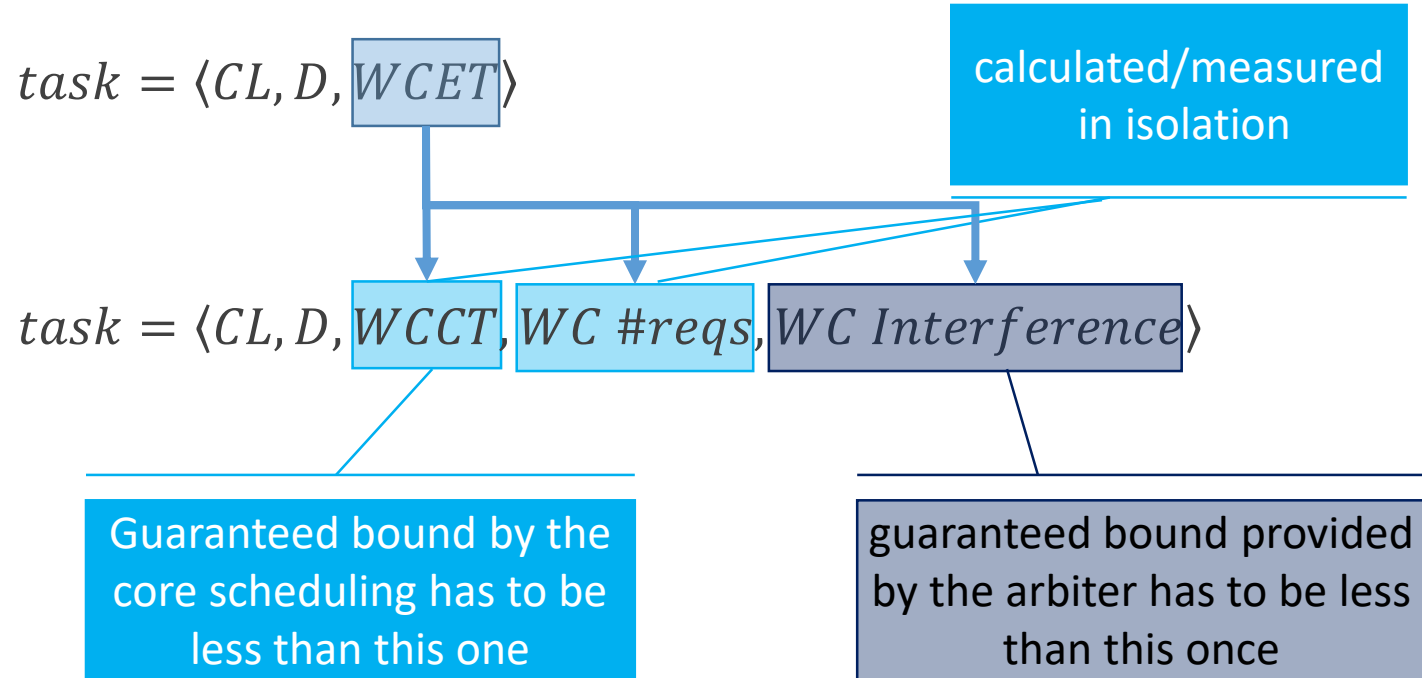 task = ⟨CL, D, WCET⟩
calculated/measured
in isolation
task = ⟨CL, D, WCCT, WC #reqs, WC Interference⟩
Guaranteed bound by the
core scheduling has to be
less than this one
guaranteed bound provided
by the arbiter has to be less
than this once